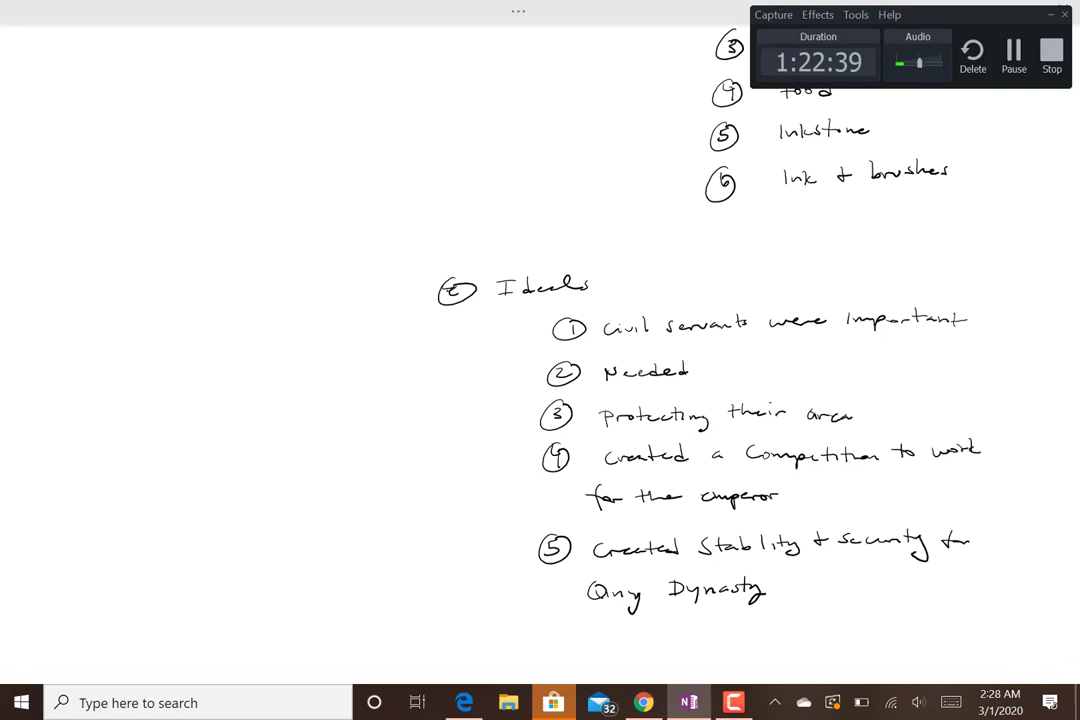 Capture Effects Tools Help
Duration
Audio
1:22:39
Delete Pause Stop
③
④ food
⑤ Inkstone
⑥ Ink + brushes
Ⓔ Ideals
① Civil servants were important
② Needed
③ Protecting their area
④ Created a Competition to work
for the emperor
⑤ Created Stablity + security for
Qing Dynasty
Type here to search
32
2:28 AM
3/1/2020